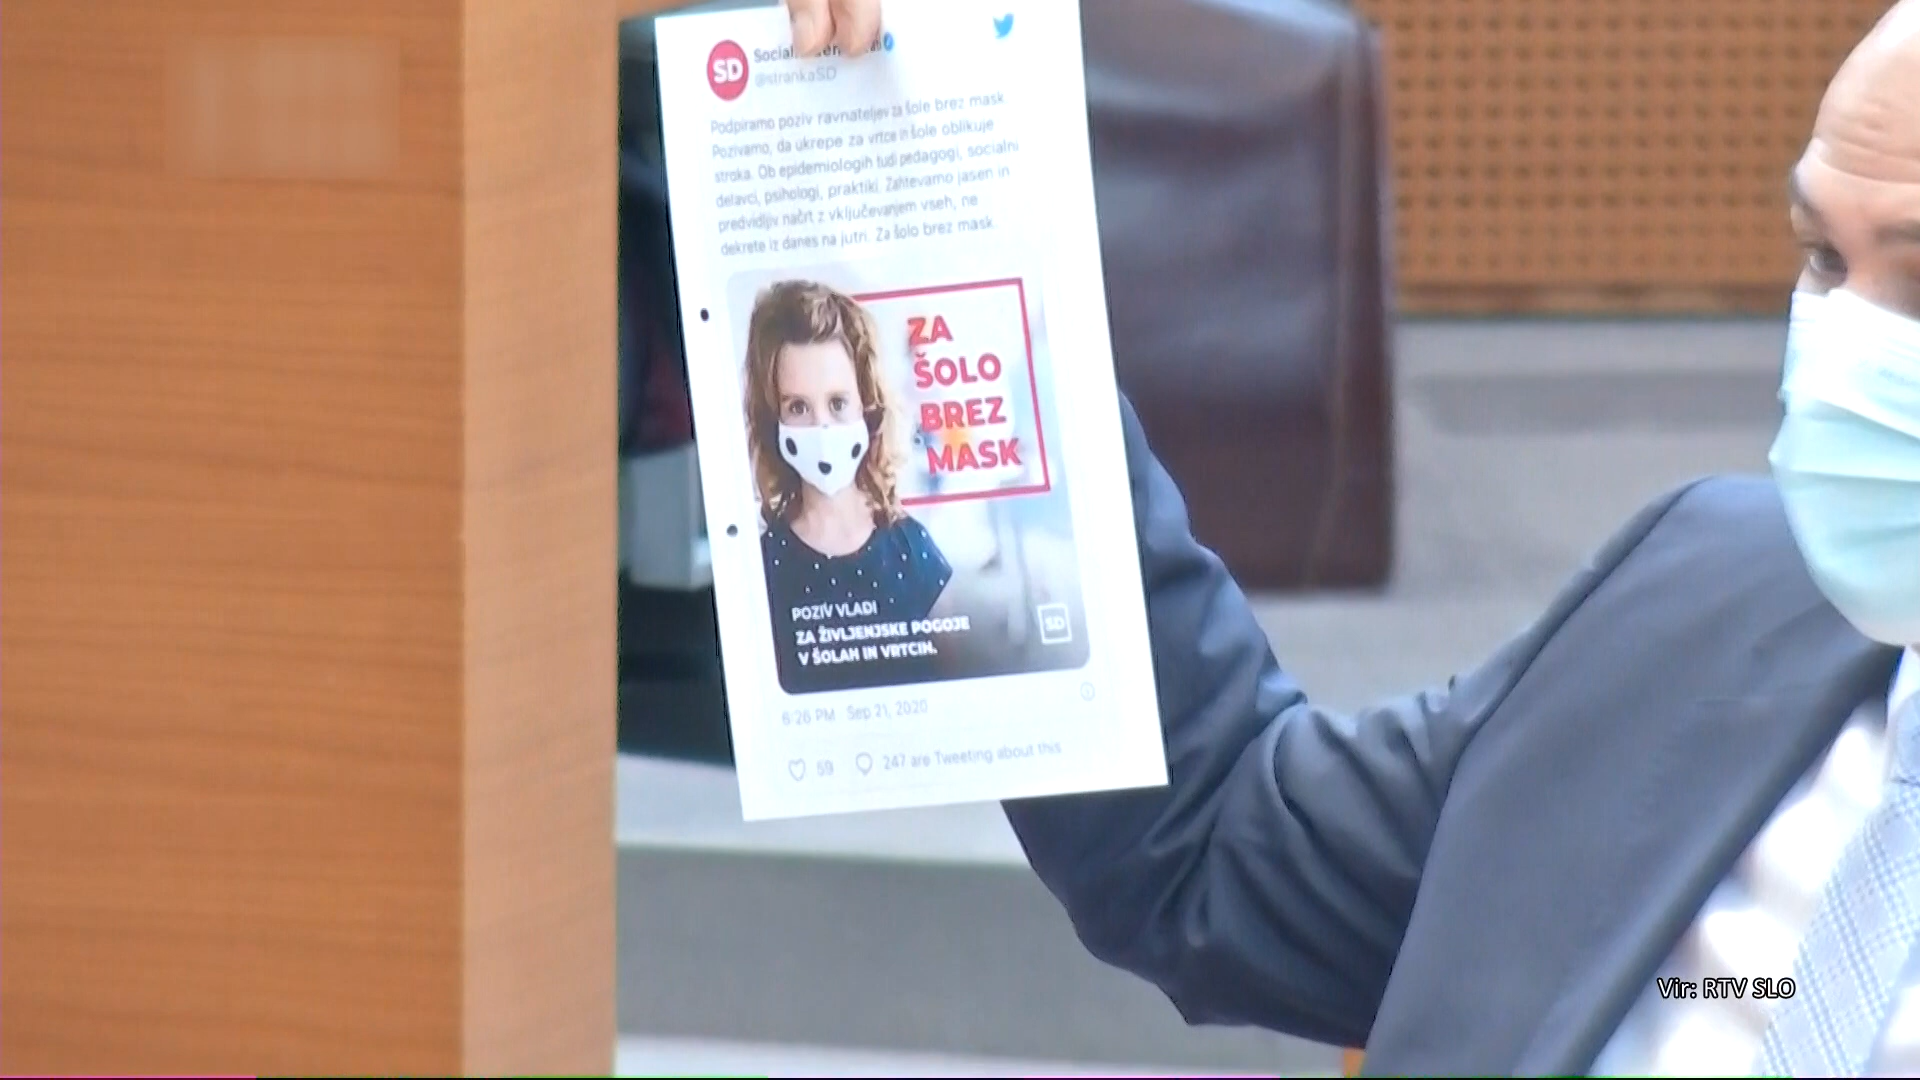 SD
@strankaSD
Podpiramo poziv ravnateljev za šole brez mask
Pozivamo, da ukrepe za vrtce in šole oblikuje
stroka. Ob epidemiologih tudi pedagogi, socialni
delavci, psihologi, praktiki. Zahtevamo jasen in
predvidljiv načrt z vključevanjem vseh, ne
dekrete iz danes na jutri. Za šolo brez mask.
ZA
ŠOLO
BREZ
MASK
POZIV VLADI
ZA ŽIVLJENJSKE POGOJE
V ŠOLAH IN VRTCIH.
SD
6:26 PM Sep 21, 2020
59 247 are Tweeting about this
Vir: RTV SLO